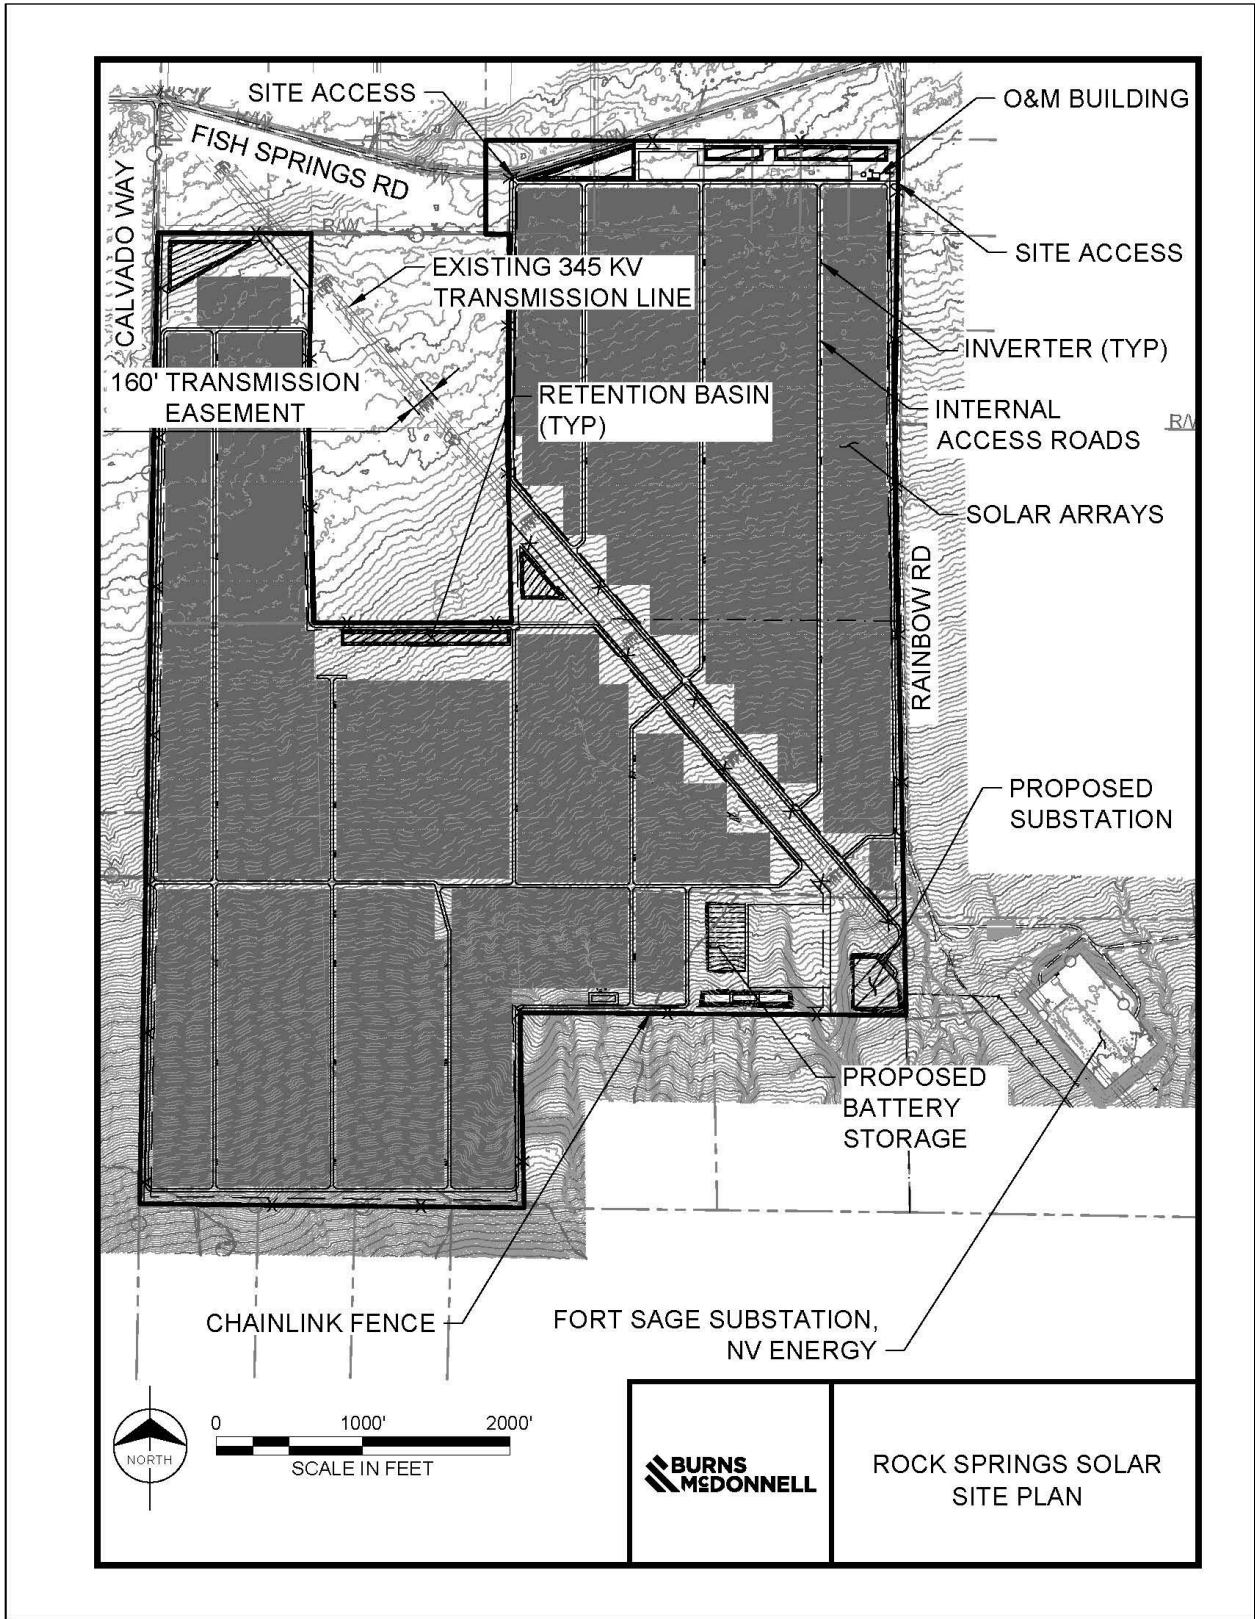 SITE ACCESS
O&M BUILDING
FISH SPRINGS RD
CALVADO WAY
R/W
SITE ACCESS
EXISTING 345 KV
TRANSMISSION LINE
INVERTER (TYP)
160' TRANSMISSION
EASEMENT
RETENTION BASIN
(TYP)
INTERNAL
ACCESS ROADS
SOLAR ARRAYS
RAINBOW RD
PROPOSED
SUBSTATION
PROPOSED
BATTERY
STORAGE
CHAINLINK FENCE
FORT SAGE SUBSTATION,
NV ENERGY
NORTH
0 1000' 2000'
SCALE IN FEET
BURNS
MCDONNELL
ROCK SPRINGS SOLAR
SITE PLAN